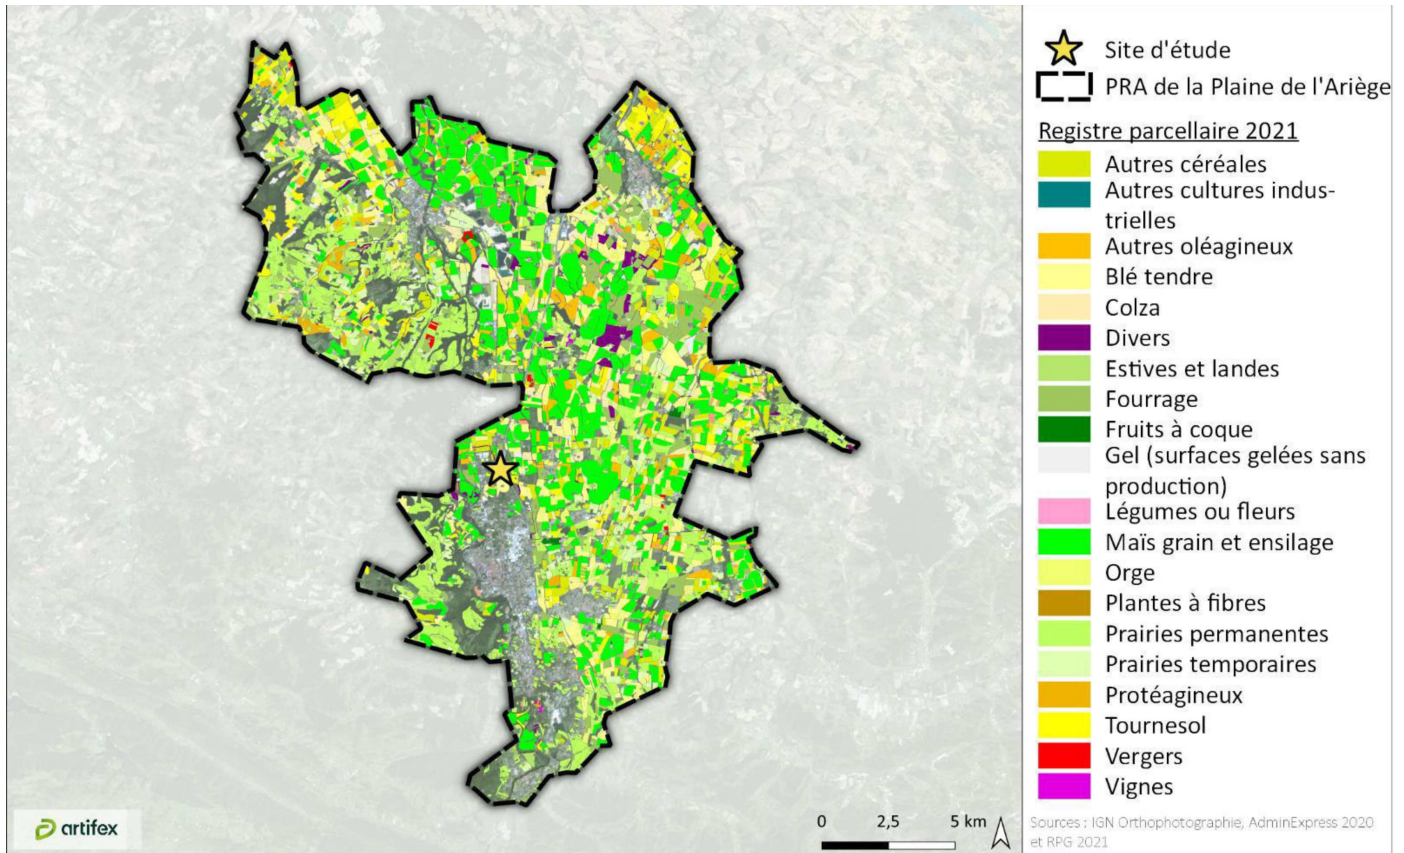 Site d'étude
PRA de la Plaine de l'Ariège
Registre parcellaire 2021
Autres céréales
Autres cultures indus-
trielles
Autres oléagineux
Blé tendre
Colza
Divers
Estives et landes
Fourrage
Fruits à coque
Gel (surfaces gelées sans
production)
Légumes ou fleurs
Maïs grain et ensilage
Orge
Plantes à fibres
Prairies permanentes
Prairies temporaires
Protéagineux
Tournesol
Vergers
Vignes
artifex
0 2,5 5 km
Sources : IGN Orthophotographie, AdminExpress 2020
et RPG 2021